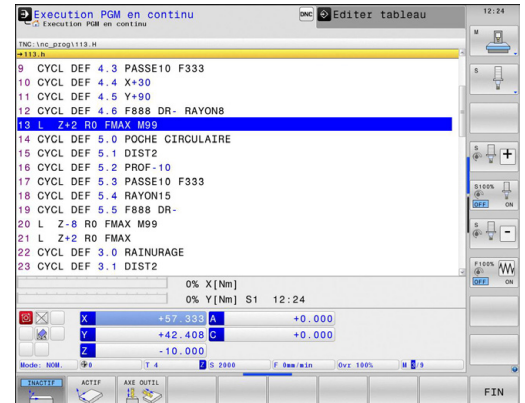 Execution PGM en continu
DNC
Editer tableau
12:24
Execution PGM en continu
TNC:\nc_prog\113.H
→113.h
9 CYCL DEF 4.3 PASSE10 F333
10 CYCL DEF 4.4 X+30
11 CYCL DEF 4.5 Y+90
12 CYCL DEF 4.6 F888 DR- RAYON8
13 L Z+2 R0 FMAX M99
14 CYCL DEF 5.0 POCHE CIRCULAIRE
15 CYCL DEF 5.1 DIST2
16 CYCL DEF 5.2 PROF-10
17 CYCL DEF 5.3 PASSE10 F333
18 CYCL DEF 5.4 RAYON15
19 CYCL DEF 5.5 F888 DR-
20 L Z-8 R0 FMAX M99
21 L Z+2 R0 FMAX
22 CYCL DEF 3.0 RAINURAGE
23 CYCL DEF 3.1 DIST2
0% X[Nm]
0% Y[Nm] S1 12:24
X +57.333 A +0.000
Y +42.408 C +0.000
Z -10.000
Mode: NOM. 0 T 4 Z S 2000 F 0mm/min Ovr 100% M 5/9
INACTIF
ACTIF
AXE OUTIL
FIN
M
S
S
+
S100%
OFF ON
S
-
F100%
OFF ON